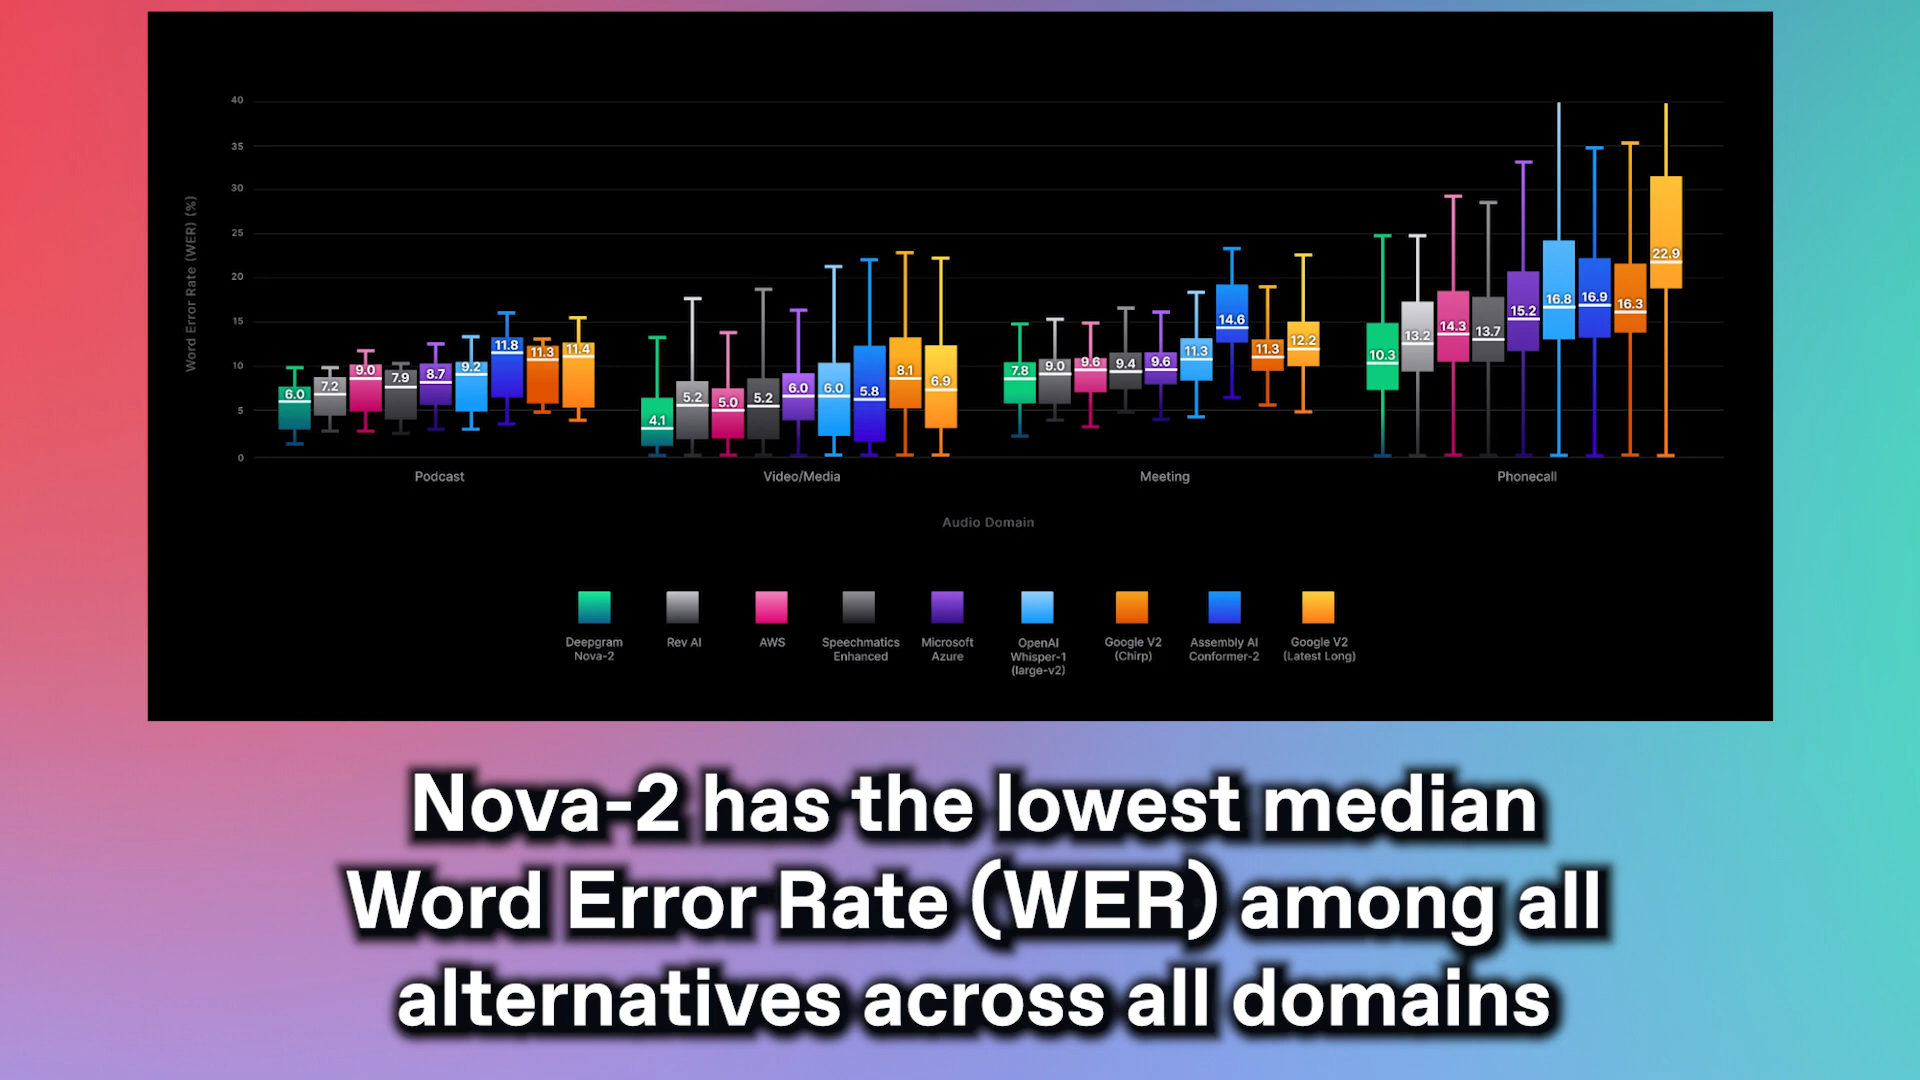 40
35
30
25
20
15
10
5
0
Word Error Rate (WER) (%)
6.0 7.2 9.0 7.9 8.7 9.2 11.8 11.3 11.4
4.1 5.2 5.0 5.2 6.0 6.0 5.8 8.1 6.9
7.8 9.0 9.6 9.4 9.6 11.3 14.6 11.3 12.2
10.3 13.2 14.3 13.7 15.2 16.8 16.9 16.3 22.9
Podcast Video/Media Meeting Phonecall
Audio Domain
Deepgram
Nova-2
Rev AI
AWS
Speechmatics
Enhanced
Microsoft
Azure
OpenAI
Whisper-1
(large-v2)
Google V2
(Chirp)
Assembly AI
Conformer-2
Google V2
(Latest Long)
Nova-2 has the lowest median
Word Error Rate (WER) among all
alternatives across all domains